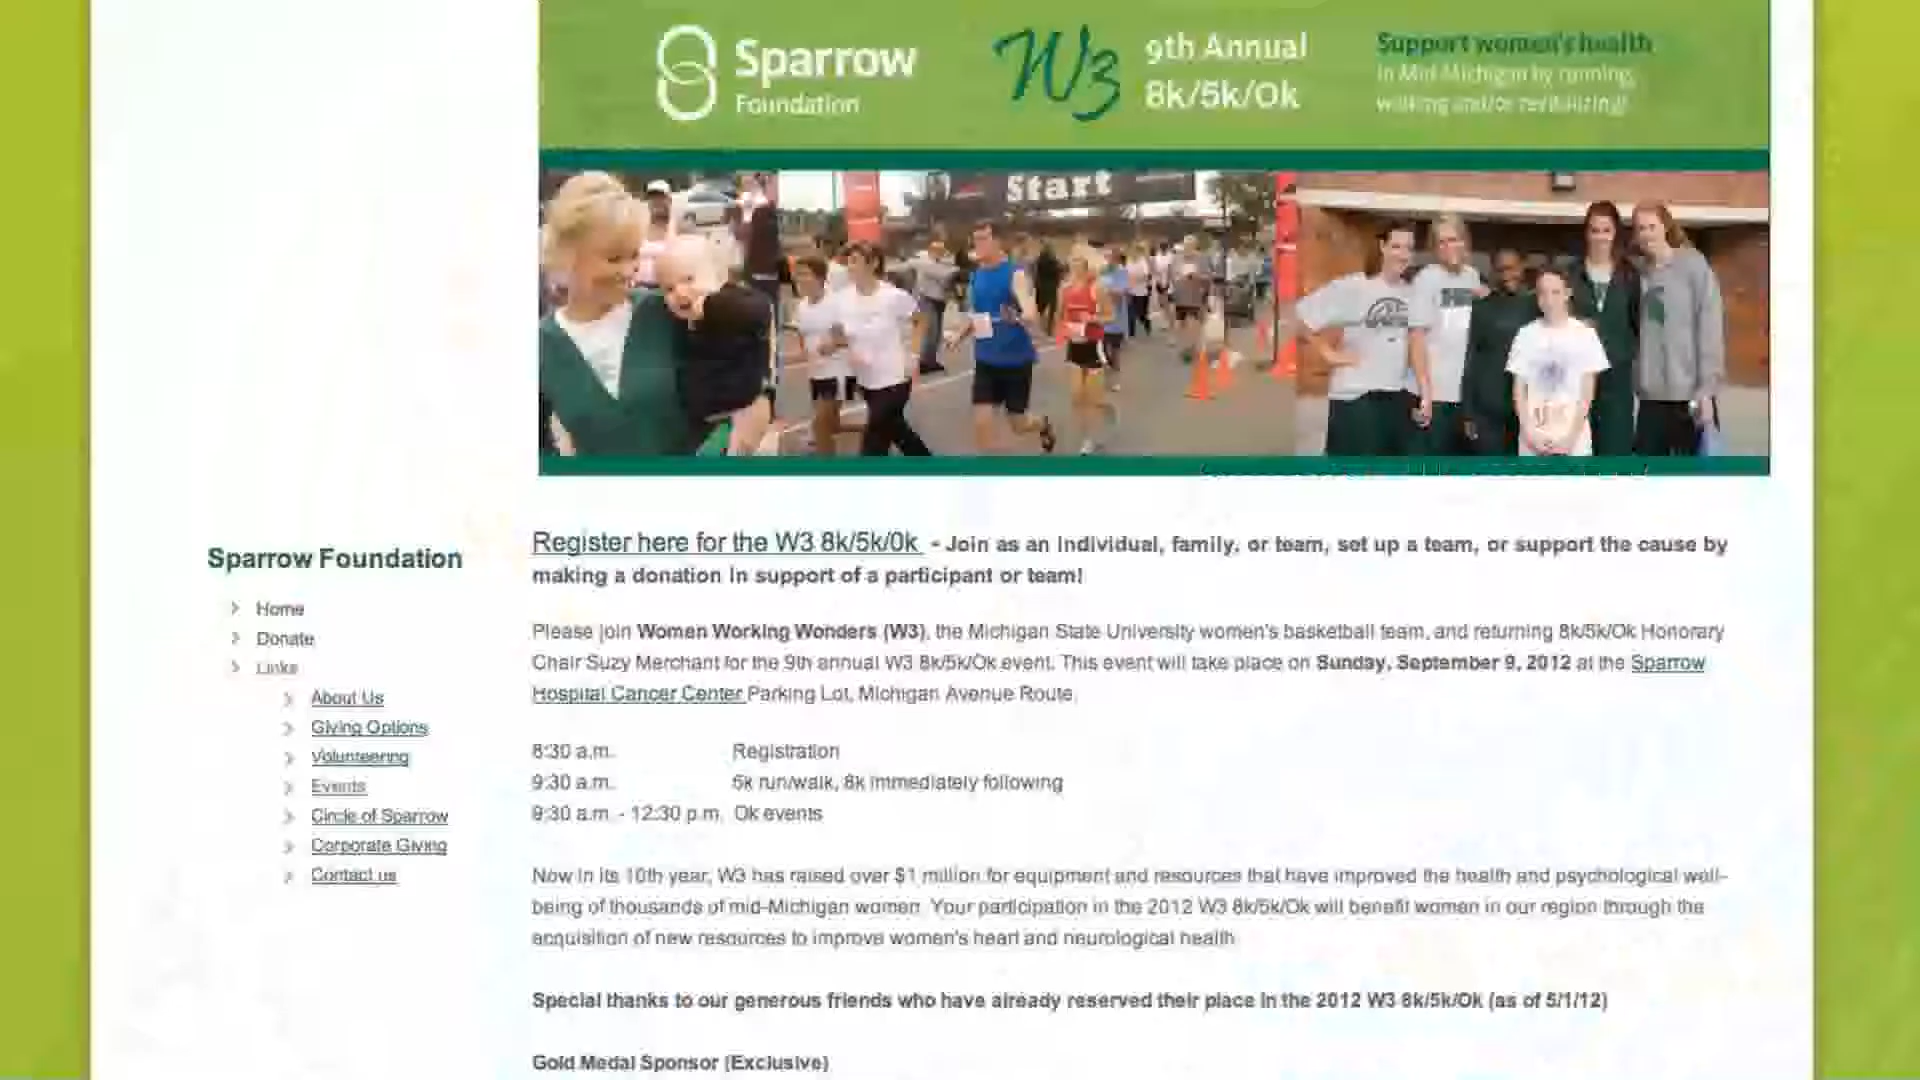 Sparrow
Foundation
W3
9th Annual
8k/5k/0k
Support women's health
in Mid-Michigan by running,
walking and/or revitalizing!
Start
Sparrow Foundation
Home
Donate
Links
About Us
Giving Options
Volunteering
Events
Circle of Sparrow
Corporate Giving
Contact us
Register here for the W3 8k/5k/0k - Join as an individual, family, or team, set up a team, or support the cause by
making a donation in support of a participant or team!
Please join Women Working Wonders (W3), the Michigan State University women's basketball team, and returning 8k/5k/0k Honorary
Chair Suzy Merchant for the 9th annual W3 8k/5k/0k event. This event will take place on Sunday, September 9, 2012 at the Sparrow
Hospital Cancer Center Parking Lot, Michigan Avenue Route.
8:30 a.m. Registration
9:30 a.m. 5k run/walk, 8k immediately following
9:30 a.m. - 12:30 p.m. 0k events
Now in its 10th year, W3 has raised over $1 million for equipment and resources that have improved the health and psychological well-
being of thousands of mid-Michigan women. Your participation in the 2012 W3 8k/5k/0k will benefit women in our region through the
acquisition of new resources to improve women's heart and neurological health.
Special thanks to our generous friends who have already reserved their place in the 2012 W3 8k/5k/0k (as of 5/1/12)
Gold Medal Sponsor (Exclusive)